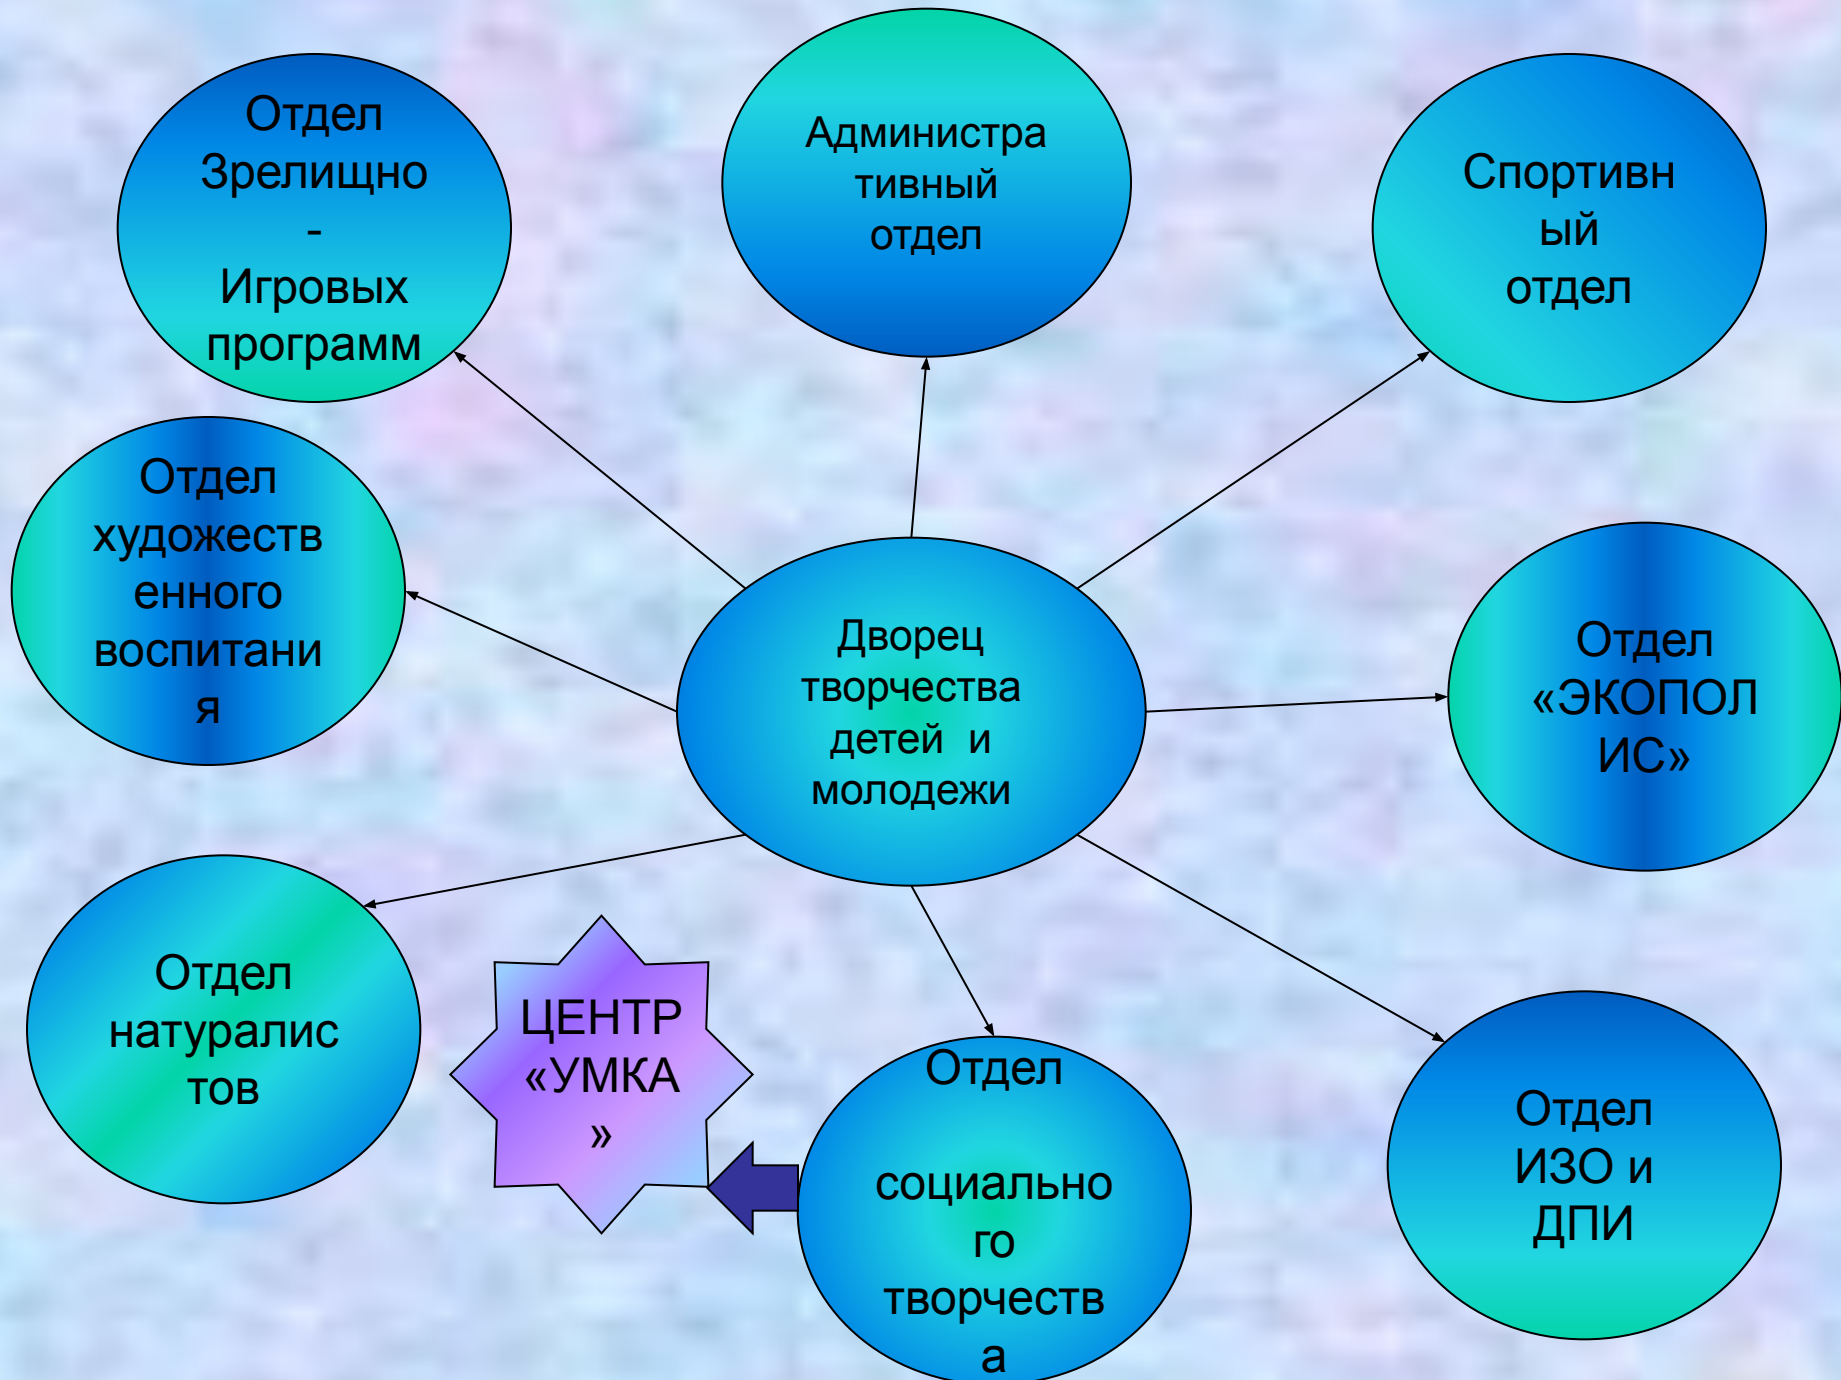 Отдел
Зрелищно
-
Игровых
программ
Администра
тивный
отдел
Спортивн
ый
отдел
Отдел
художеств
енного
воспитани
я
Дворец
творчества
детей и
молодежи
Отдел
«ЭКОПОЛ
ИС»
Отдел
натуралис
тов
ЦЕНТР
«УМКА
»
Отдел
социально
го
творчеств
а
Отдел
ИЗО и
ДПИ